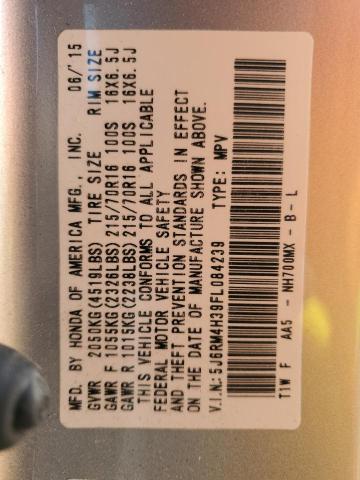 MFD. BY HONDA OF AMERICA MFG., INC. 06/'15
GVWR 2050KG(4519LBS) TIRE SIZE RIM SIZE
GAWR F 1055KG(2326LBS) 215/70R16 100S 16X6.5J
GAWR R 1015KG(2238LBS) 215/70R16 100S 16X6.5J
THIS VEHICLE CONFORMS TO ALL APPLICABLE
FEDERAL MOTOR VEHICLE SAFETY
AND THEFT PREVENTION STANDARDS IN EFFECT
ON THE DATE OF MANUFACTURE SHOWN ABOVE.
V.I.N.:5J6RM4H39FL084239 TYPE: MPV
TIW F AA5 - NH700MX - B - L